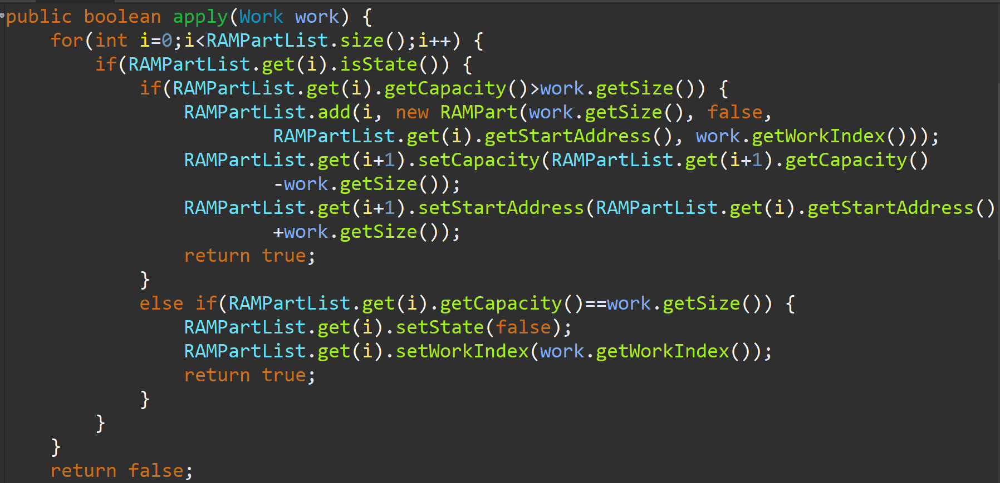 public boolean apply(Work work) {
    for(int i=0;i<RAMPartList.size();i++) {
        if(RAMPartList.get(i).isState()) {
            if(RAMPartList.get(i).getCapacity()>work.getSize()) {
                RAMPartList.add(i, new RAMPart(work.getSize(), false,
                        RAMPartList.get(i).getStartAddress(), work.getWorkIndex()));
                RAMPartList.get(i+1).setCapacity(RAMPartList.get(i+1).getCapacity()
                        -work.getSize());
                RAMPartList.get(i+1).setStartAddress(RAMPartList.get(i).getStartAddress()
                        +work.getSize());
                return true;
            }
            else if(RAMPartList.get(i).getCapacity()==work.getSize()) {
                RAMPartList.get(i).setState(false);
                RAMPartList.get(i).setWorkIndex(work.getWorkIndex());
                return true;
            }
        }
    }
    return false;